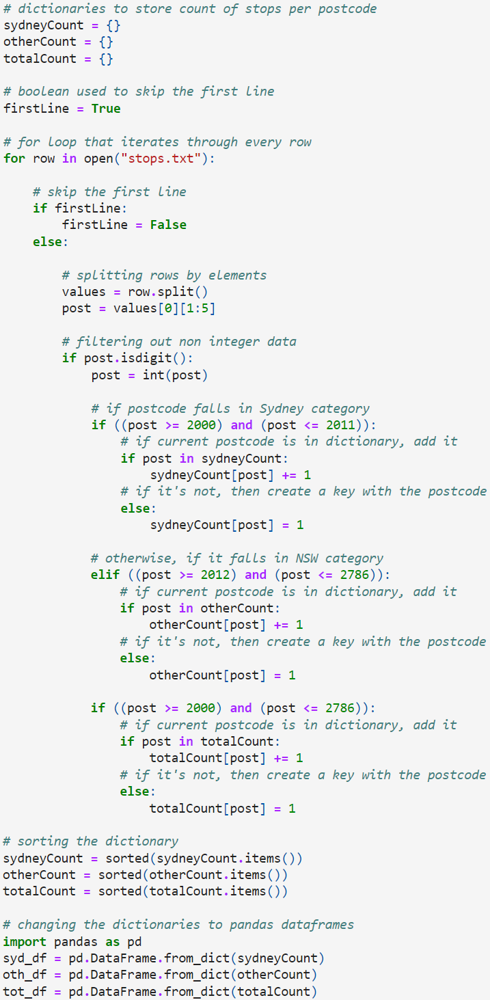 # dictionaries to store count of stops per postcode
sydneyCount = {}
otherCount = {}
totalCount = {}

# boolean used to skip the first line
firstLine = True

# for loop that iterates through every row
for row in open("stops.txt"):

    # skip the first line
    if firstLine:
        firstLine = False
    else:

        # splitting rows by elements
        values = row.split()
        post = values[0][1:5]

        # filtering out non integer data
        if post.isdigit():
            post = int(post)

            # if postcode falls in Sydney category
            if ((post >= 2000) and (post <= 2011)):
                # if current postcode is in dictionary, add it
                if post in sydneyCount:
                    sydneyCount[post] += 1
                # if it's not, then create a key with the postcode
                else:
                    sydneyCount[post] = 1

            # otherwise, if it falls in NSW category
            elif ((post >= 2012) and (post <= 2786)):
                # if current postcode is in dictionary, add it
                if post in otherCount:
                    otherCount[post] += 1
                # if it's not, then create a key with the postcode
                else:
                    otherCount[post] = 1

            if ((post >= 2000) and (post <= 2786)):
                # if current postcode is in dictionary, add it
                if post in totalCount:
                    totalCount[post] += 1
                # if it's not, then create a key with the postcode
                else:
                    totalCount[post] = 1

# sorting the dictionary
sydneyCount = sorted(sydneyCount.items())
otherCount = sorted(otherCount.items())
totalCount = sorted(totalCount.items())

# changing the dictionaries to pandas dataframes
import pandas as pd
syd_df = pd.DataFrame.from_dict(sydneyCount)
oth_df = pd.DataFrame.from_dict(otherCount)
tot_df = pd.DataFrame.from_dict(totalCount)